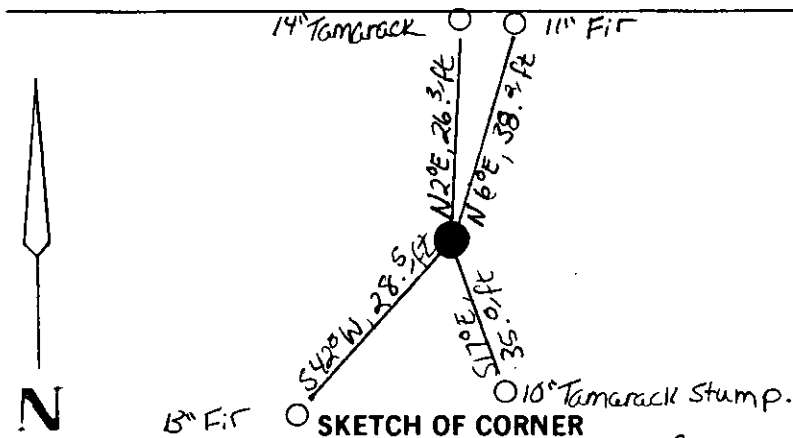 14" Tamarack 11" Fir
N2°E, 26.3, ft
N 6°E, 38.2, ft
S42°W, 28.5, ft
S17°E, 35.0, ft
10" Tamarack Stump.
13" Fir
SKETCH OF CORNER
N